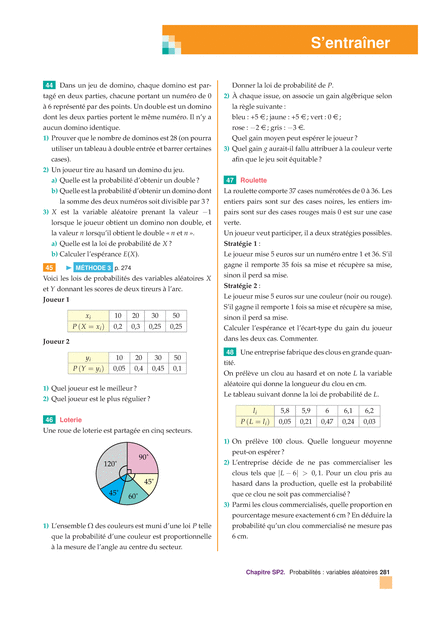 S'entraîner
44 Dans un jeu de domino, chaque domino est par-
tagé en deux parties, chacune portant un numéro de 0
à 6 représenté par des points. Un double est un domino
dont les deux parties portent le même numéro. Il n'y a
aucun domino identique.
1) Prouver que le nombre de dominos est 28 (on pourra
utiliser un tableau à double entrée et barrer certaines
cases).
2) Un joueur tire au hasard un domino du jeu.
a) Quelle est la probabilité d'obtenir un double ?
b) Quelle est la probabilité d'obtenir un domino dont
la somme des deux numéros soit divisible par 3 ?
3) X est la variable aléatoire prenant la valeur −1
lorsque le joueur obtient un domino non double, et
la valeur n lorsqu'il obtient le double « n et n ».
a) Quelle est la loi de probabilité de X ?
b) Calculer l'espérance E(X).
45 ► MÉTHODE 3 p. 274
Voici les lois de probabilités des variables aléatoires X
et Y donnant les scores de deux tireurs à l'arc.
Joueur 1
xi 10 20 30 50
P(X = xi) 0,2 0,3 0,25 0,25
Joueur 2
yi 10 20 30 50
P(Y = yi) 0,05 0,4 0,45 0,1
1) Quel joueur est le meilleur ?
2) Quel joueur est le plus régulier ?
46 Loterie
Une roue de loterie est partagée en cinq secteurs.
120°
90°
45°
45°
60°
1) L'ensemble Ω des couleurs est muni d'une loi P telle
que la probabilité d'une couleur est proportionnelle
à la mesure de l'angle au centre du secteur.
Donner la loi de probabilité de P.
2) À chaque issue, on associe un gain algébrique selon
la règle suivante :
bleu : +5 € ; jaune : +5 € ; vert : 0 € ;
rose : −2 € ; gris : −3 €.
Quel gain moyen peut espérer le joueur ?
3) Quel gain g aurait-il fallu attribuer à la couleur verte
afin que le jeu soit équitable ?
47 Roulette
La roulette comporte 37 cases numérotées de 0 à 36. Les
entiers pairs sont sur des cases noires, les entiers im-
pairs sont sur des cases rouges mais 0 est sur une case
verte.
Un joueur veut participer, il a deux stratégies possibles.
Stratégie 1 :
Le joueur mise 5 euros sur un numéro entre 1 et 36. S'il
gagne il remporte 35 fois sa mise et récupère sa mise,
sinon il perd sa mise.
Stratégie 2 :
Le joueur mise 5 euros sur une couleur (noir ou rouge).
S'il gagne il remporte 1 fois sa mise et récupère sa mise,
sinon il perd sa mise.
Calculer l'espérance et l'écart-type du gain du joueur
dans les deux cas. Commenter.
48 Une entreprise fabrique des clous en grande quan-
tité.
On prélève un clou au hasard et on note L la variable
aléatoire qui donne la longueur du clou en cm.
Le tableau suivant donne la loi de probabilité de L.
li 5,8 5,9 6 6,1 6,2
P(L = li) 0,05 0,21 0,47 0,24 0,03
1) On prélève 100 clous. Quelle longueur moyenne
peut-on espérer ?
2) L'entreprise décide de ne pas commercialiser les
clous tels que |L − 6| > 0,1. Pour un clou pris au
hasard dans la production, quelle est la probabilité
que ce clou ne soit pas commercialisé ?
3) Parmi les clous commercialisés, quelle proportion en
pourcentage mesure exactement 6 cm ? En déduire la
probabilité qu'un clou commercialisé ne mesure pas
6 cm.
Chapitre SP2. Probabilités : variables aléatoires 281